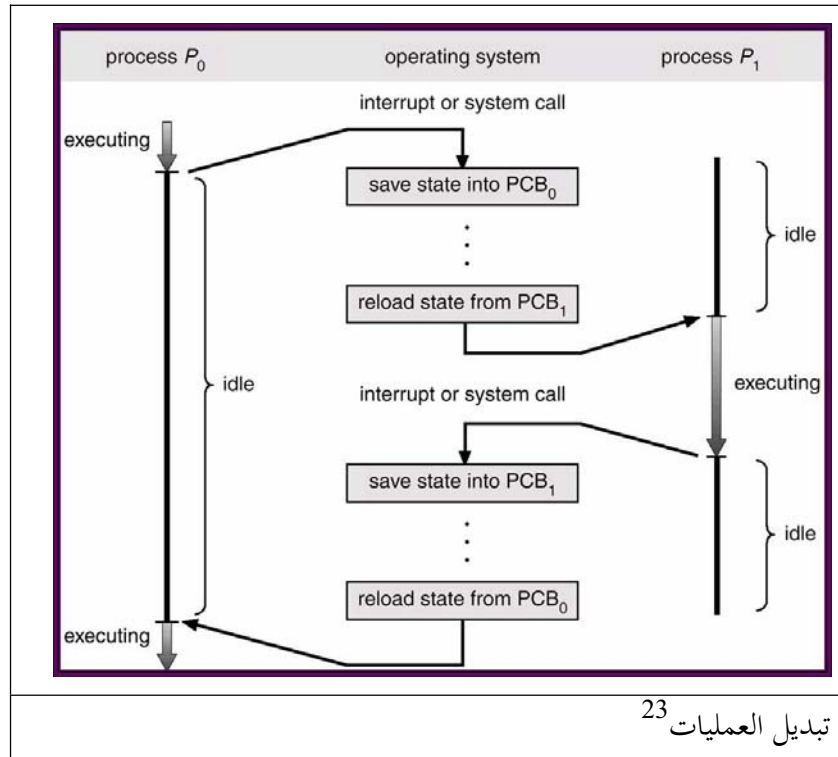 process P₀ operating system process P₁
interrupt or system call
executing
save state into PCB₀
idle
reload state from PCB₁
idle
interrupt or system call
executing
save state into PCB₁
idle
reload state from PCB₀
executing
تبديل العمليات²³